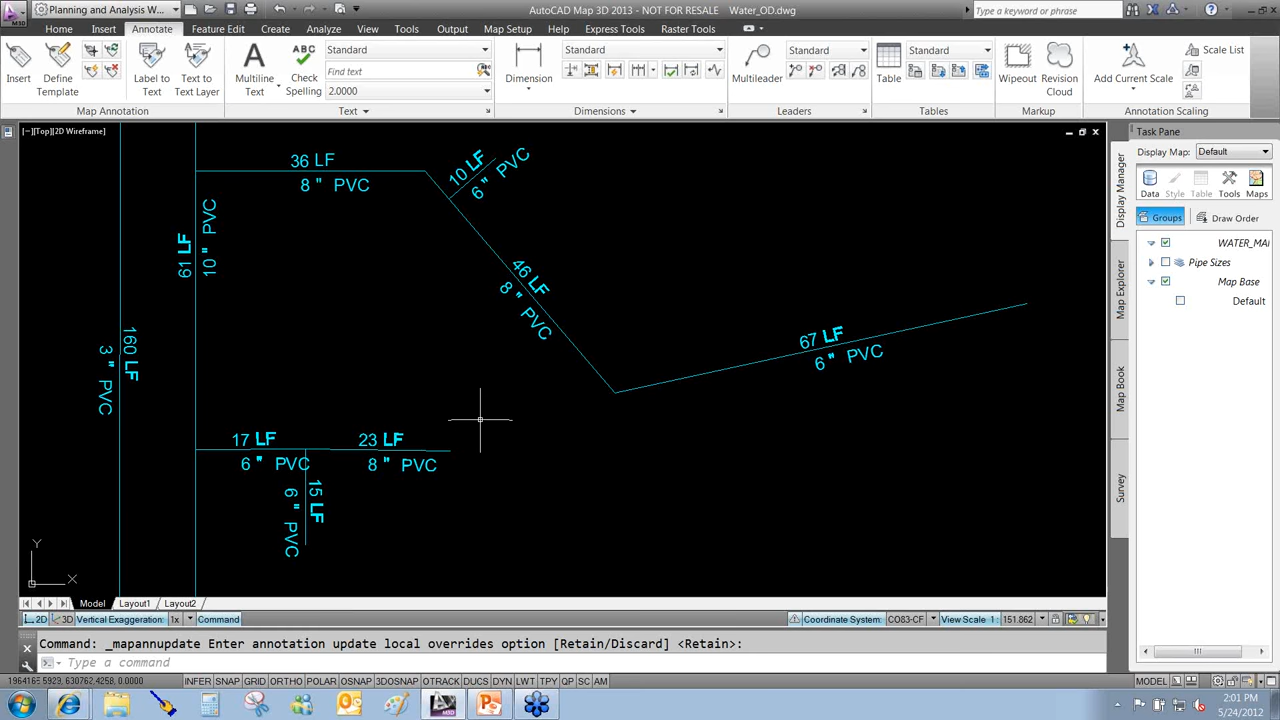 Planning and Analysis W...
AutoCAD Map 3D 2013 - NOT FOR RESALE Water_OD.dwg
Type a keyword or phrase
Home Insert Annotate Feature Edit Create Analyze View Tools Output Map Setup Help Express Tools Raster Tools
Insert
Define Template
Label to Text
Text to Text Layer
Map Annotation
Multiline Text
ABC
Check Spelling
Standard
Find text
2.0000
Text
Dimension
Standard
Dimensions
Multileader
Standard
Leaders
Table
Standard
Tables
Wipeout
Revision Cloud
Markup
Add Current Scale
Scale List
Annotation Scaling
[−][Top][2D Wireframe]
36 LF
8 " PVC
10 LF
6 " PVC
61 LF
10 " PVC
46 LF
8 " PVC
160 LF
3 " PVC
67 LF
6 " PVC
17 LF
6 " PVC
23 LF
8 " PVC
15 LF
6 " PVC
Y
X
Task Pane
Display Map: Default
Data Style Table Tools Maps
Groups Draw Order
WATER_MAI
Pipe Sizes
Map Base
Default
Display Manager
Map Explorer
Map Book
Survey
Model Layout1 Layout2
2D 3D Vertical Exaggeration: 1x Command
Coordinate System: CO83-CF View Scale 1 : 151.862
Command: _mapannupdate Enter annotation update local overrides option [Retain/Discard] <Retain>:
Type a command
1964165.5929, 630762.4258, 0.0000
INFER SNAP GRID ORTHO POLAR OSNAP 3DOSNAP OTRACK DUCS DYN LWT TPY QP SC AM
MODEL
2:01 PM
5/24/2012